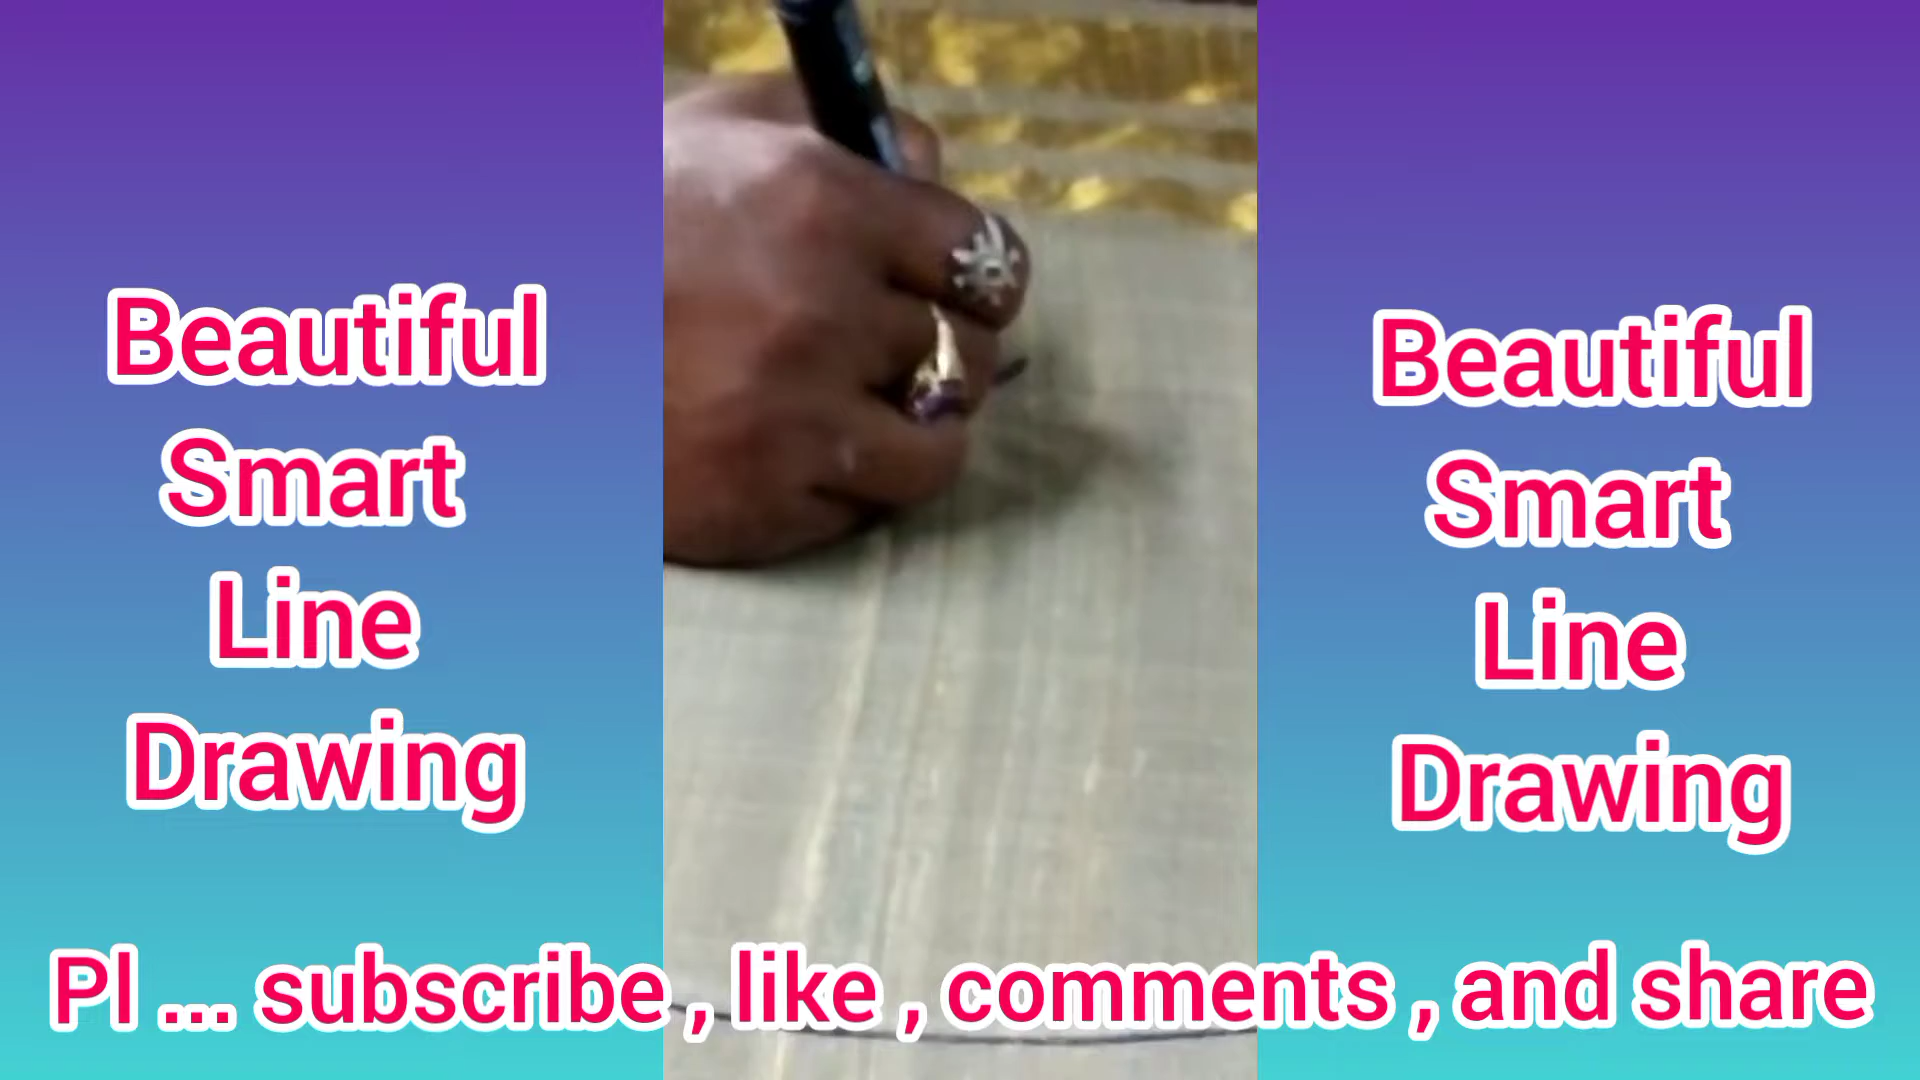 Beautiful
Smart
Line
Drawing
Beautiful
Smart
Line
Drawing
Pl ... subscribe , like , comments , and share